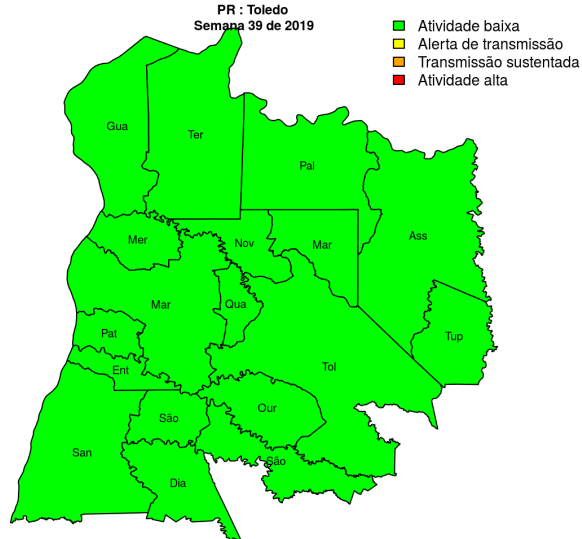 PR : Toledo
Semana 39 de 2019
Atividade baixa
Alerta de transmissão
Transmissão sustentada
Atividade alta
Gua
Ter
Pal
Ass
Mer
Nov
Mar
Mar
Qua
Pat
Tup
Ent
Tol
São
Our
San
São
Dia